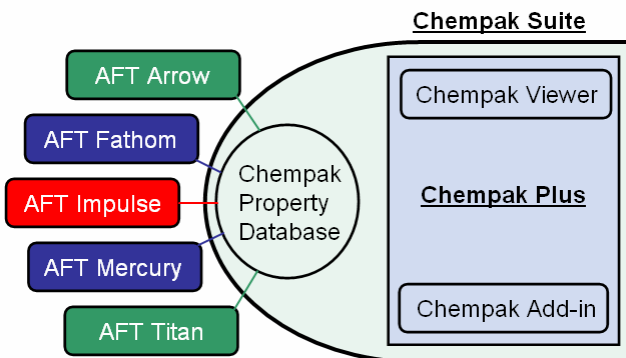 Chempak Suite
AFT Arrow
AFT Fathom
AFT Impulse
AFT Mercury
AFT Titan
Chempak
Property
Database
Chempak Viewer
Chempak Plus
Chempak Add-in